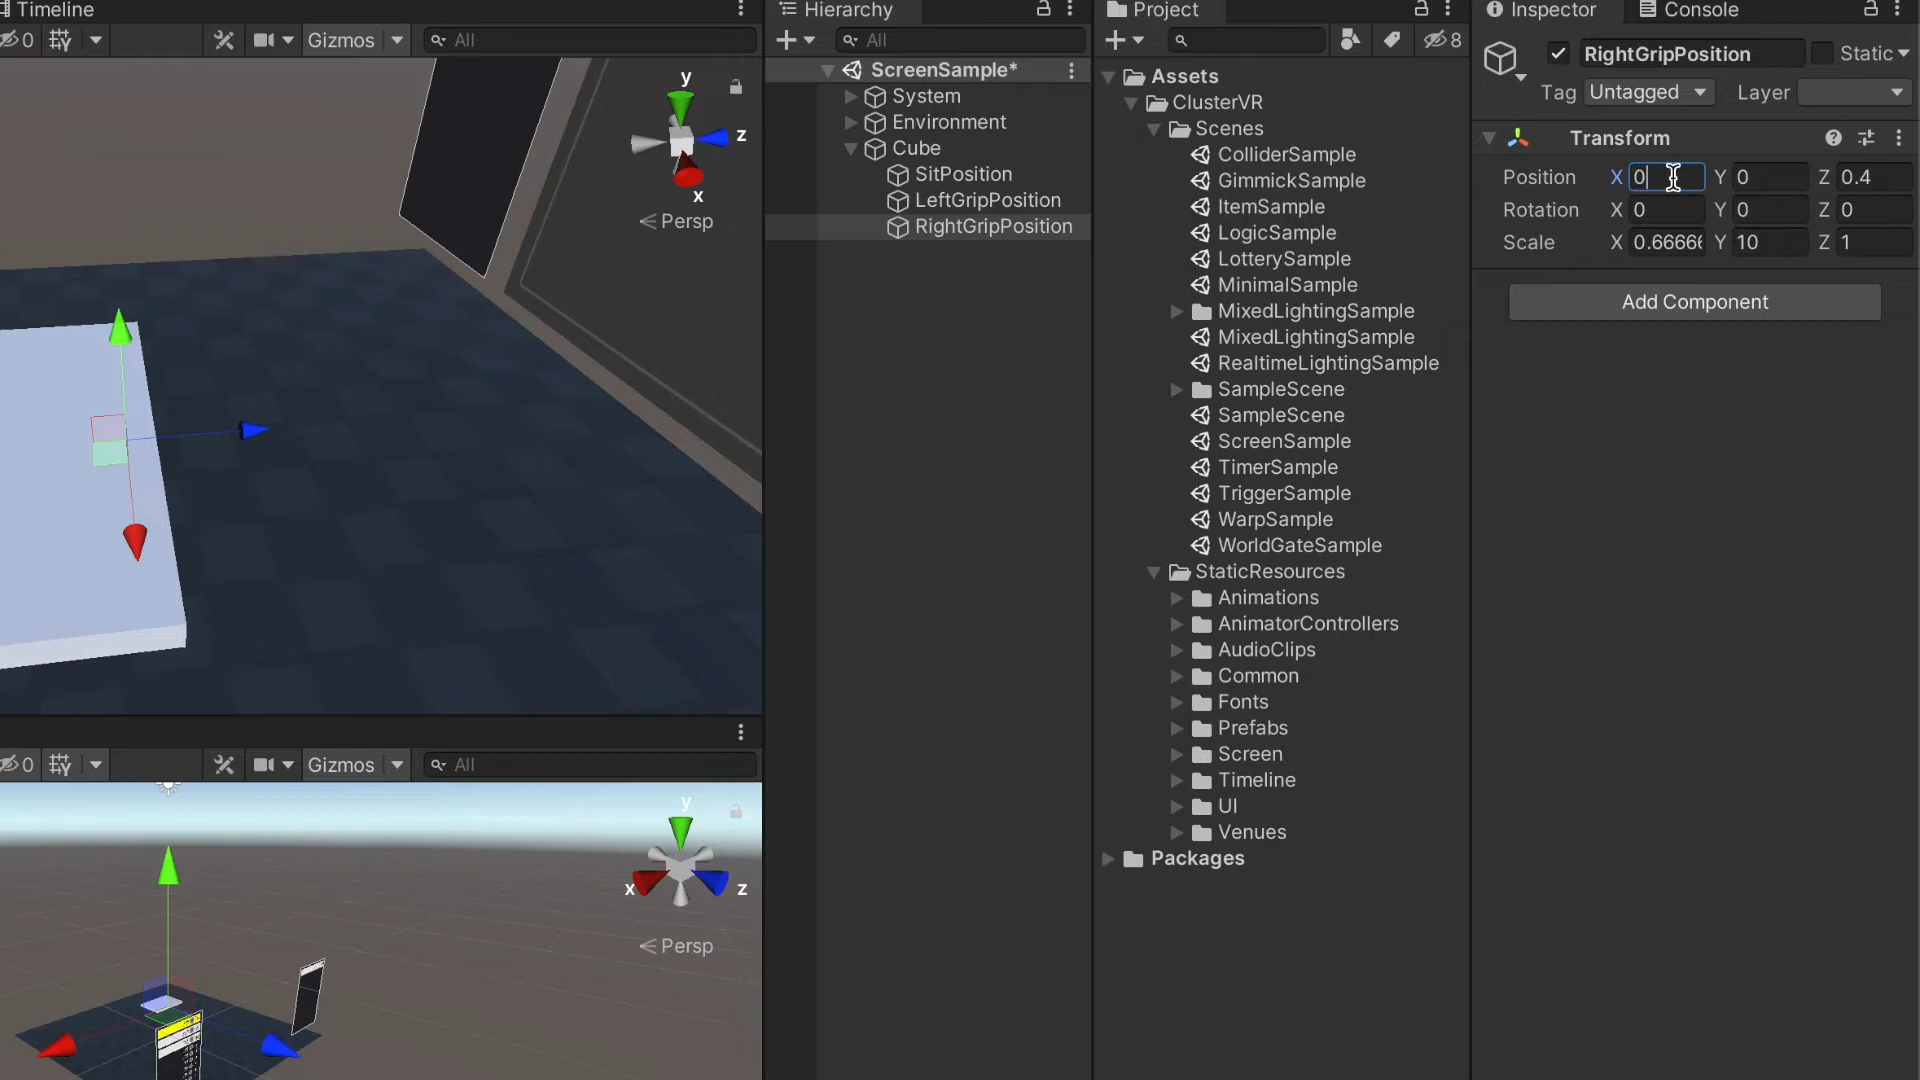 Timeline
0
Gizmos
All
y
z
x
Persp
Gizmos
0
All
y
x
z
Persp
Hierarchy
All
ScreenSample*
System
Environment
Cube
SitPosition
LeftGripPosition
RightGripPosition
Project
8
Assets
ClusterVR
Scenes
ColliderSample
GimmickSample
ItemSample
LogicSample
LotterySample
MinimalSample
MixedLightingSample
MixedLightingSample
RealtimeLightingSample
SampleScene
SampleScene
ScreenSample
TimerSample
TriggerSample
WarpSample
WorldGateSample
StaticResources
Animations
AnimatorControllers
AudioClips
Common
Fonts
Prefabs
Screen
Timeline
UI
Venues
Packages
Inspector
Console
RightGripPosition
Static
Tag Untagged Layer
Transform
Position X 0 Y 0 Z 0.4
Rotation X 0 Y 0 Z 0
Scale X 0.6666 Y 10 Z 1
Add Component